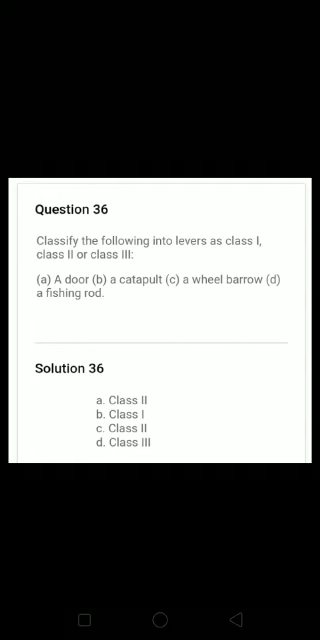 Question 36
Classify the following into levers as class I,
class II or class III:
(a) A door (b) a catapult (c) a wheel barrow (d)
a fishing rod.
Solution 36
a. Class II
b. Class I
c. Class II
d. Class III